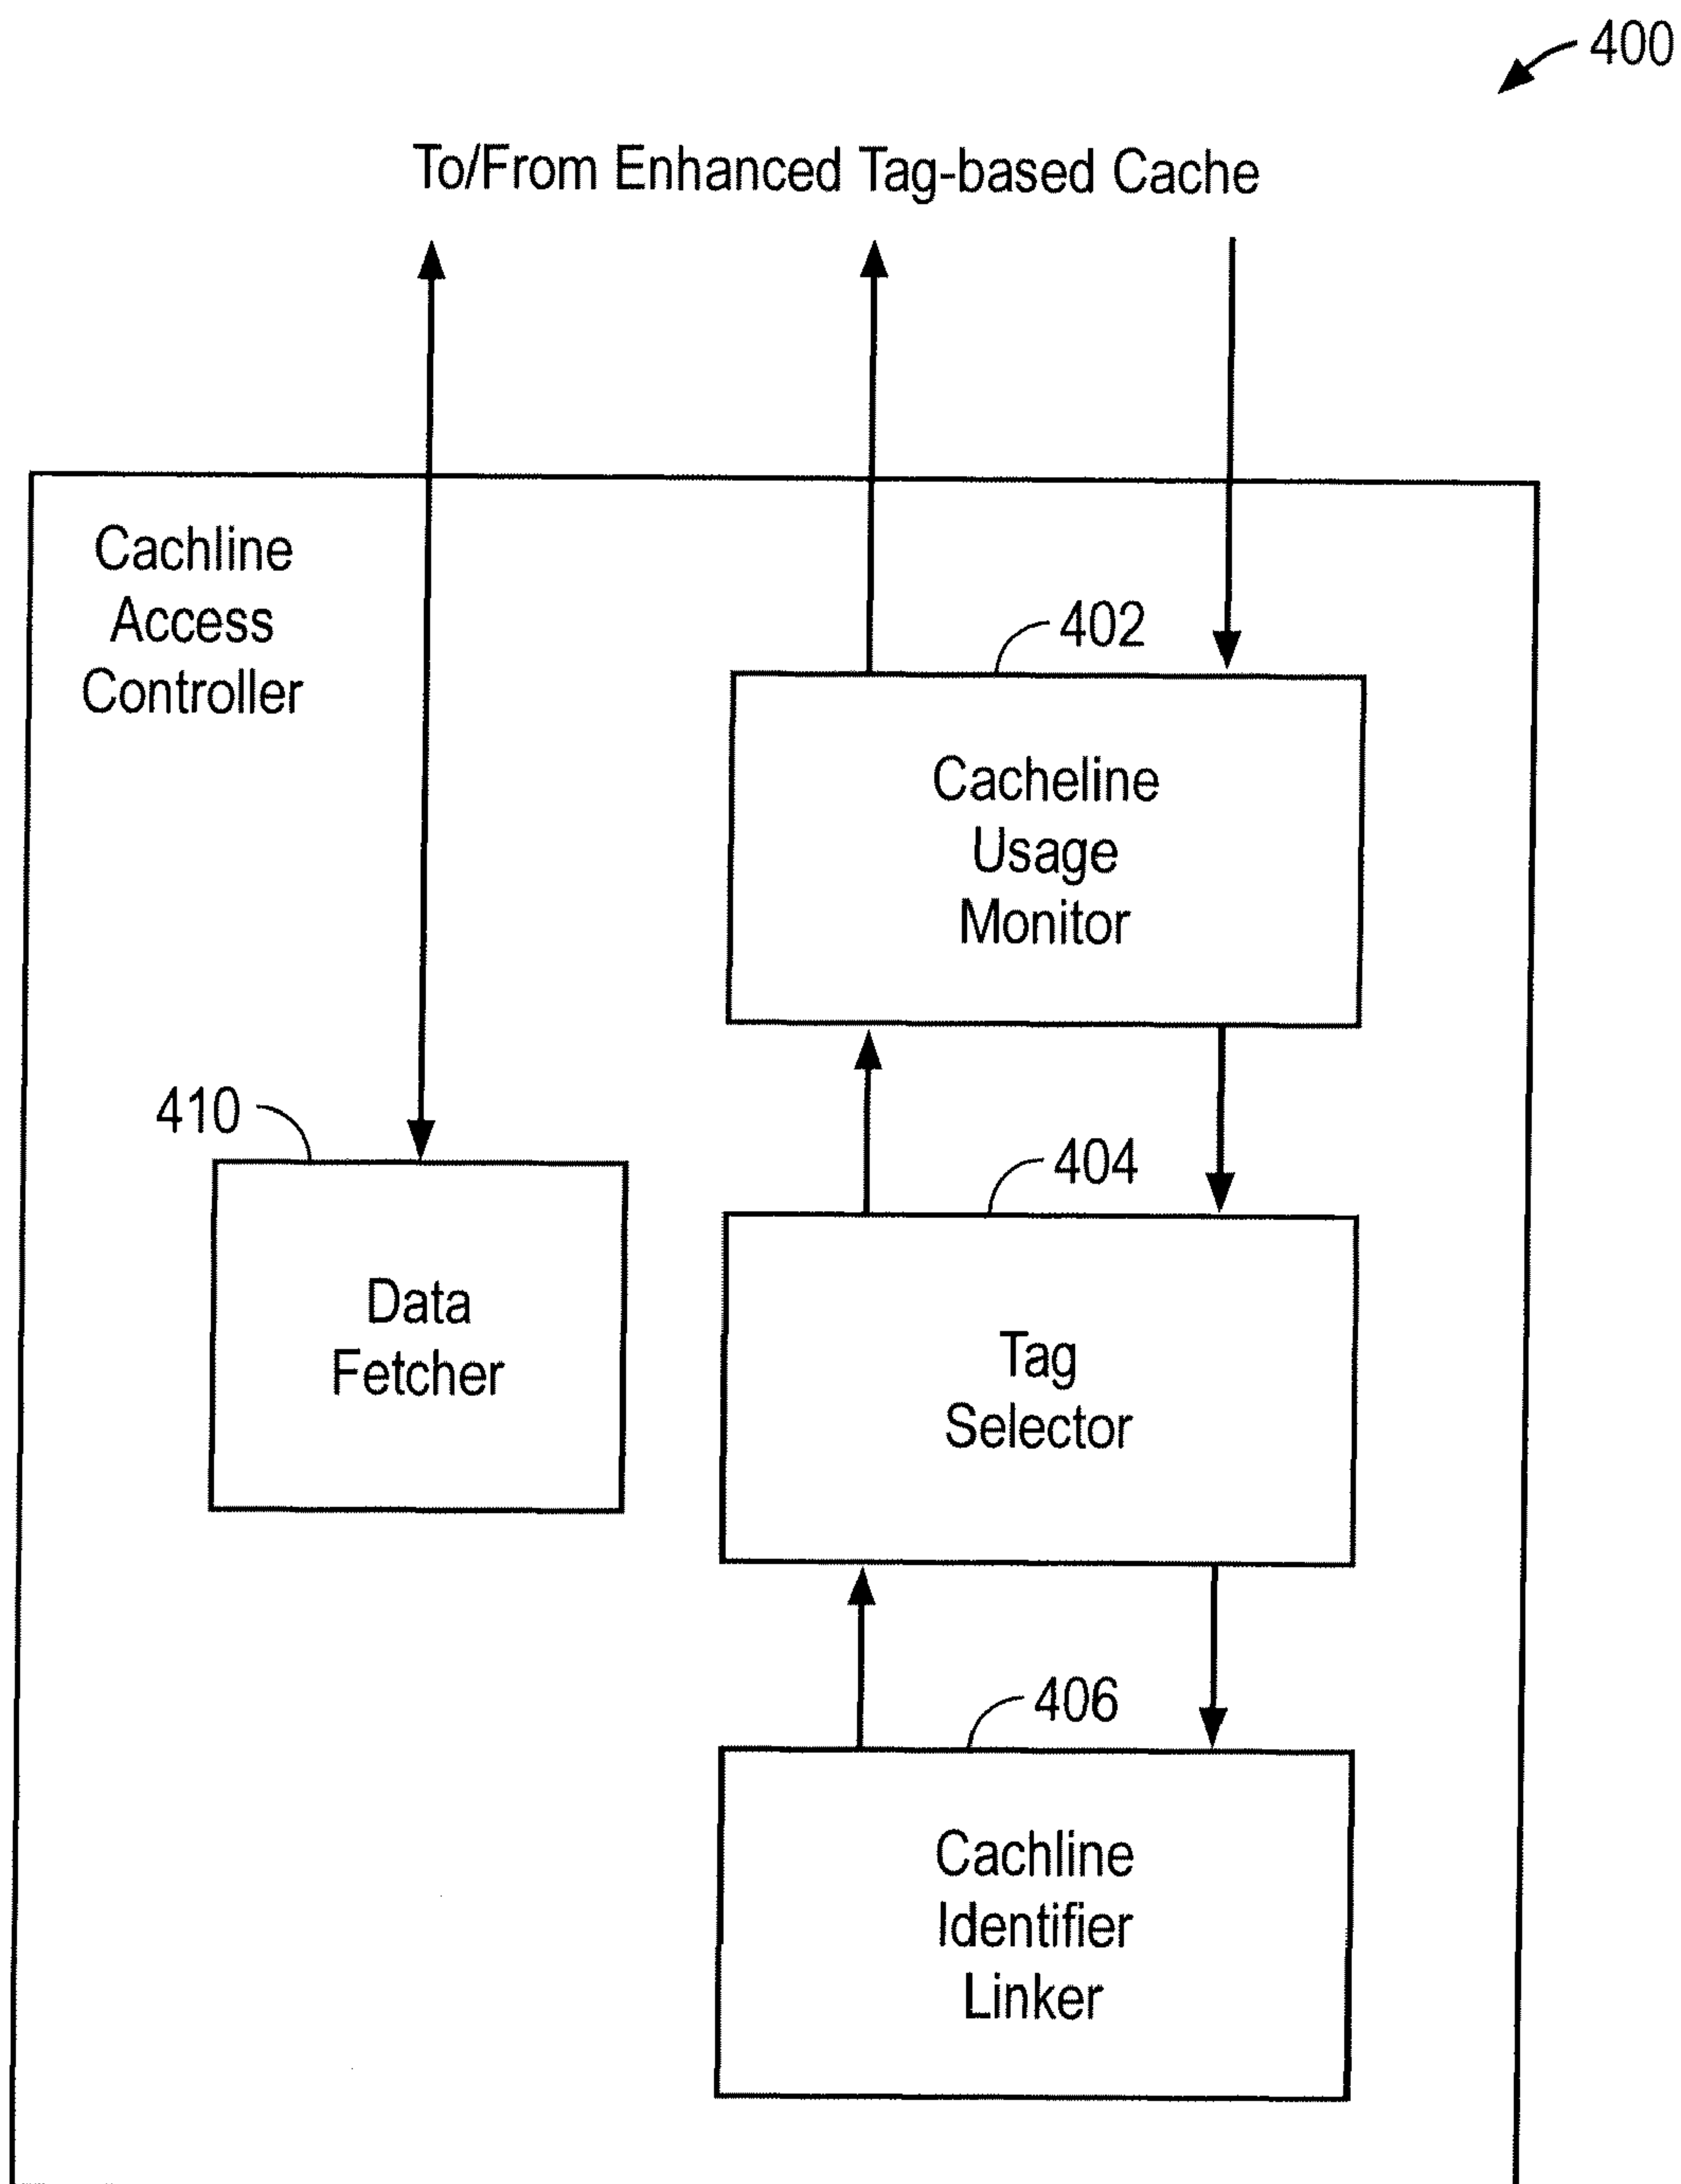 400
To/From Enhanced Tag-based Cache
Cachline
Access
Controller
402
Cacheline
Usage
Monitor
410
Data
Fetcher
404
Tag
Selector
406
Cachline
Identifier
Linker